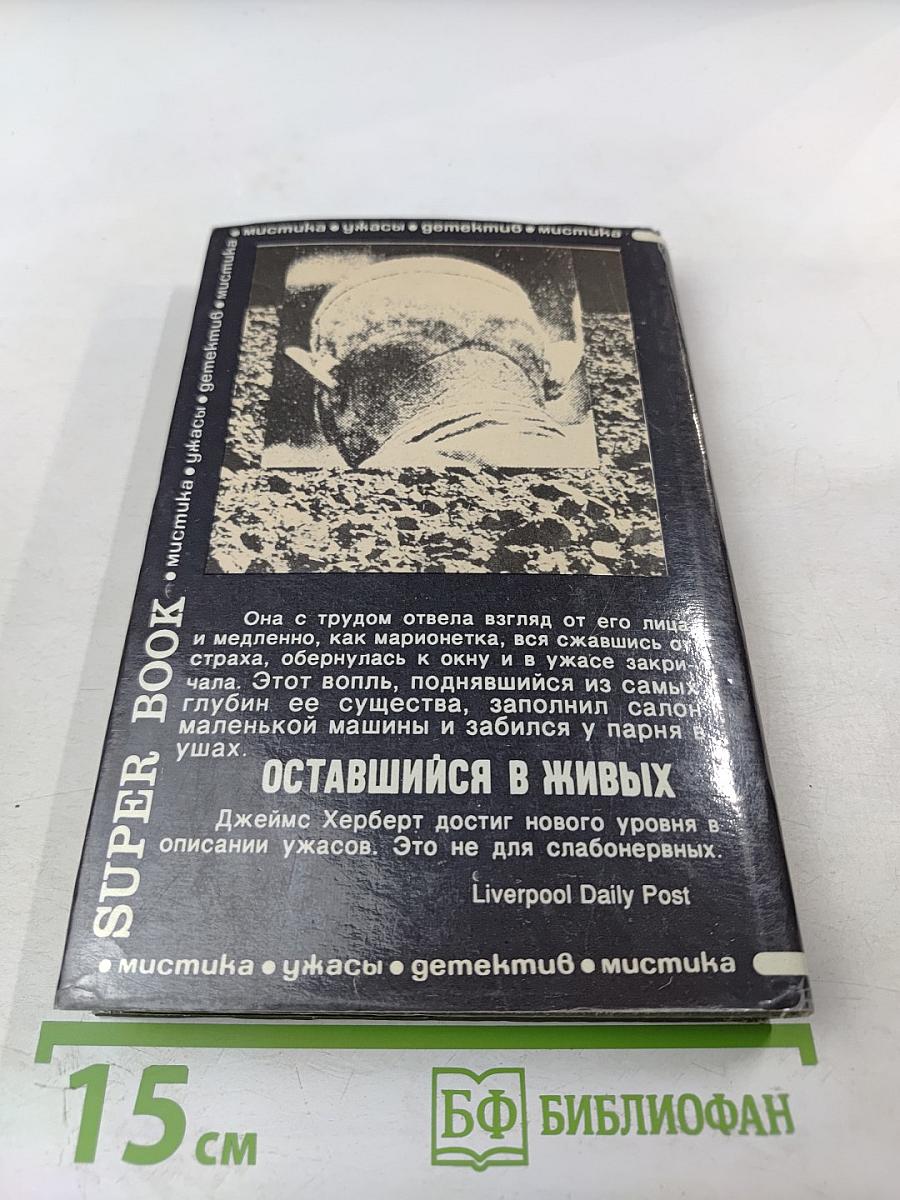 • мистика • ужасы • детектив • мистика
SUPER BOOK • мистика • ужасы • детектив • мистика •
Она с трудом отвела взгляд от его лица
и медленно, как марионетка, вся сжавшись от
страха, обернулась к окну и в ужасе закри-
чала. Этот вопль, поднявшийся из самых
глубин ее существа, заполнил салон
маленькой машины и забился у парня в
ушах.
ОСТАВШИЙСЯ В ЖИВЫХ
Джеймс Херберт достиг нового уровня в
описании ужасов. Это не для слабонервных.
Liverpool Daily Post
• мистика • ужасы • детектив • мистика
15 см
БФ БИБЛИОФАН